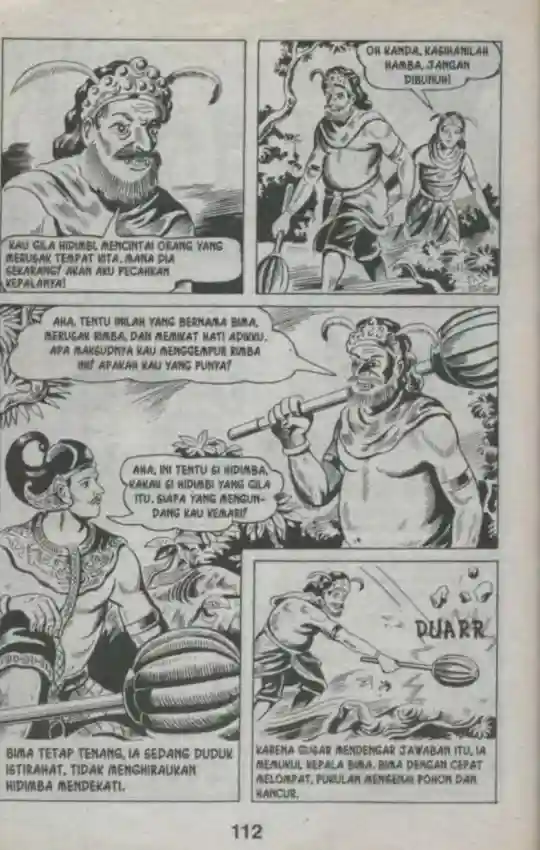 KAU GILA HIDIMBI, MENCINTAI ORANG YANG
MERUSAK TEMPAT KITA. MANA DIA
SEKARANG? AKAN AKU PECAHKAN
KEPALANYA!
OH KANDA, KASIHANILAH
HAMBA, JANGAN
DIBUNUH!
AHA, TENTU INILAH YANG BERNAMA BIMA,
MERUSAK RIMBA, DAN MEMIKAT HATI ADIKKU.
APA MAKSUDNYA KAU MENGGEMPUR RIMBA
INI? APAKAH KAU YANG PUNYA?
AHA, INI TENTU SI HIDIMBA,
KAKAK SI HIDIMBI YANG GILA
ITU. SIAPA YANG MENGUN-
DANG KAU KEMARI?
BIMA TETAP TENANG, IA SEDANG DUDUK
ISTIRAHAT, TIDAK MENGHIRAUKAN
HIDIMBA MENDEKATI.
DUARR
KARENA GUSAR MENDENGAR JAWABAN ITU, IA
MEMUKUL KEPALA BIMA. BIMA DENGAN CEPAT
MELOMPAT, PUKULAN MENGENAI POHON DAN
HANCUR.
112